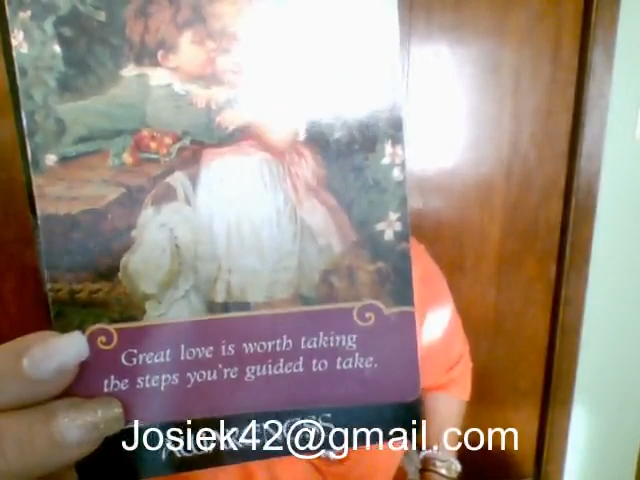 Great love is worth taking
the steps you're guided to take.
Josiek42@gmail.com